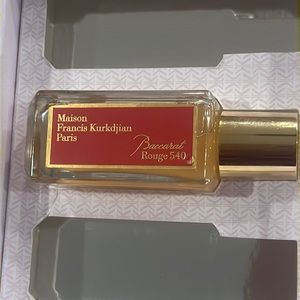 Maison
Francis Kurkdjian
Paris
Baccarat
Rouge 540